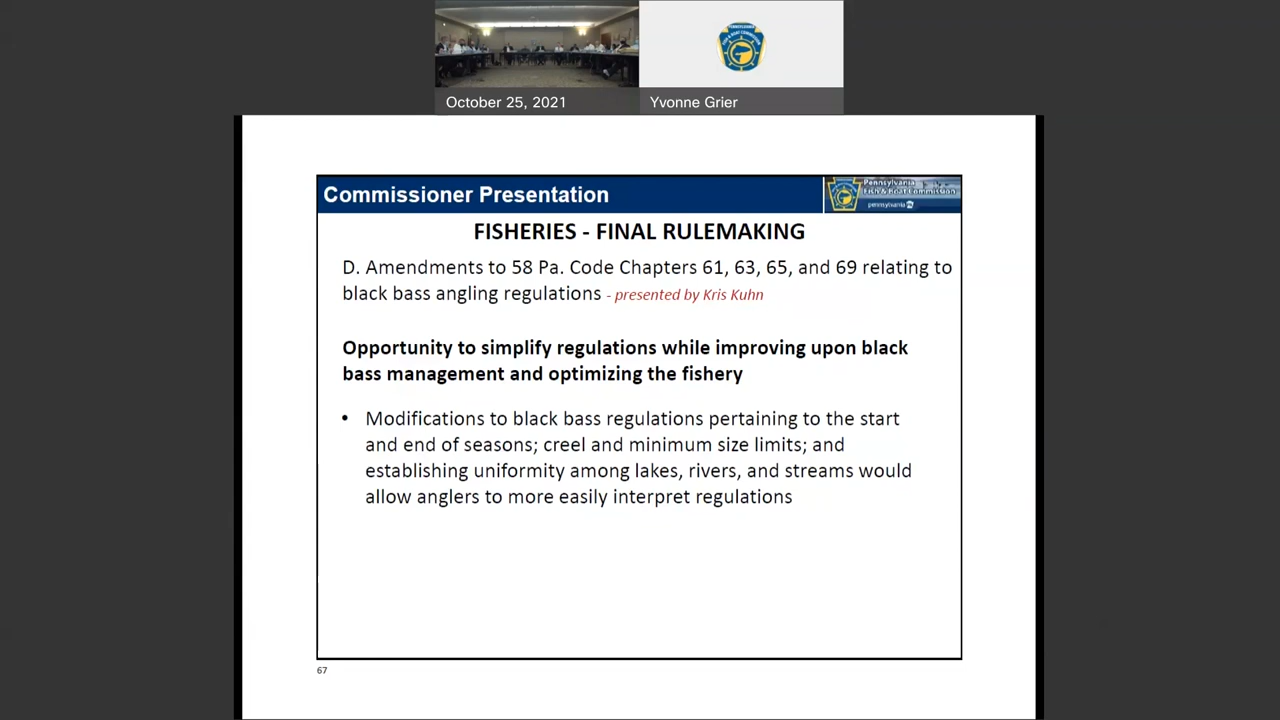 October 25, 2021
Yvonne Grier
Commissioner Presentation
Pennsylvania
Fish & Boat Commission
pennsylvania
FISHERIES - FINAL RULEMAKING
D. Amendments to 58 Pa. Code Chapters 61, 63, 65, and 69 relating to
black bass angling regulations - presented by Kris Kuhn
Opportunity to simplify regulations while improving upon black
bass management and optimizing the fishery
• Modifications to black bass regulations pertaining to the start
and end of seasons; creel and minimum size limits; and
establishing uniformity among lakes, rivers, and streams would
allow anglers to more easily interpret regulations
67